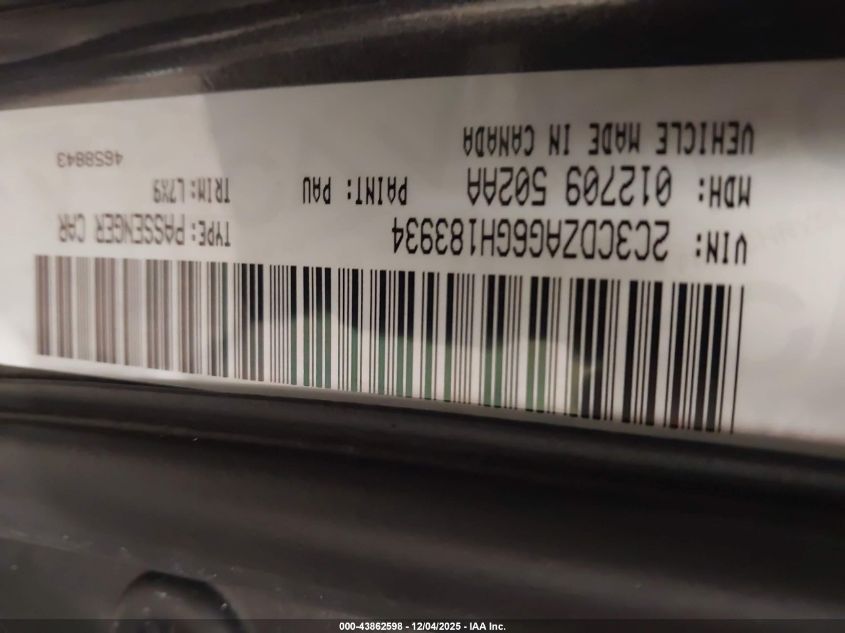 VIN: 2C3CDZAG6GH183934 TYPE: PASSENGER CAR
MDH: 012709 502AA PAINT: PAU TRIM: L7X9
VEHICLE MADE IN CANADA 4658843
000-43862598 - 12/04/2025 - IAA Inc.